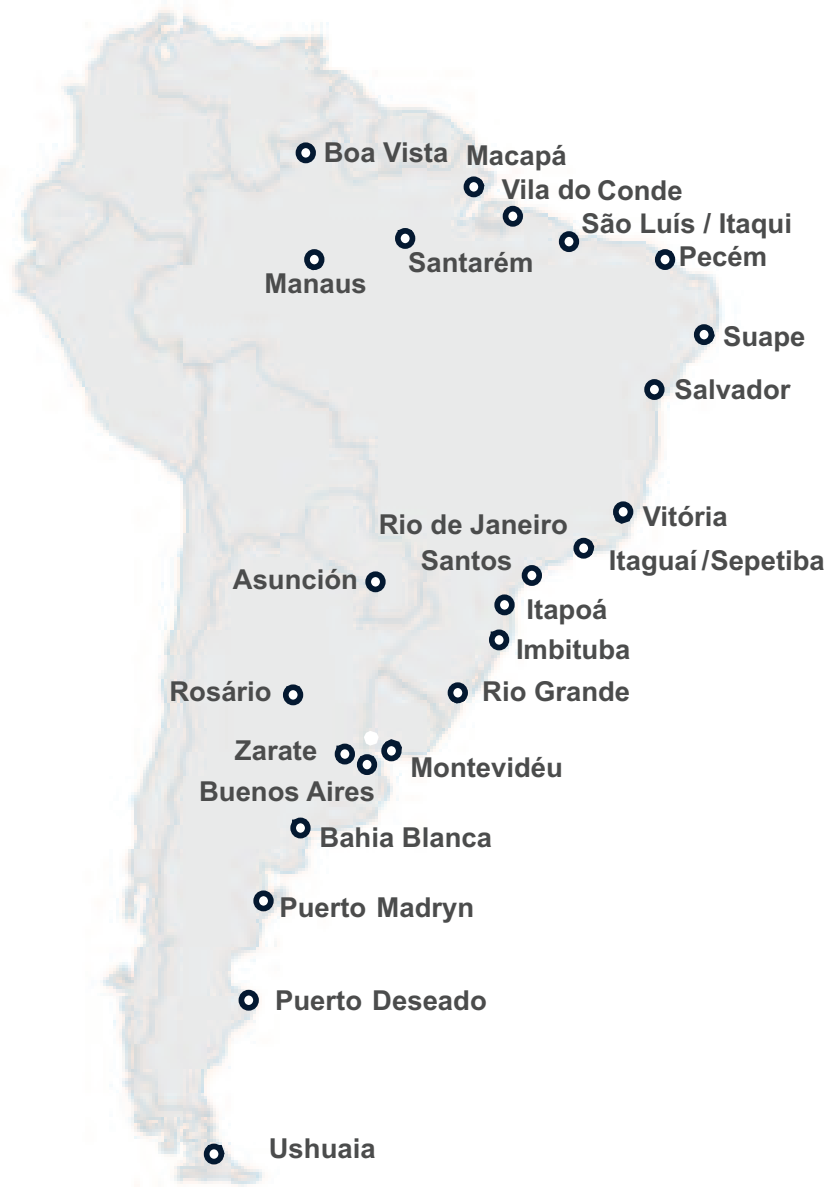 Boa Vista
Macapá
Vila do Conde
São Luís / Itaqui
Santarém
Pecém
Manaus
Suape
Salvador
Vitória
Rio de Janeiro
Itaguaí /Sepetiba
Santos
Asunción
Itapoá
Imbituba
Rosário
Rio Grande
Zarate
Montevidéu
Buenos Aires
Bahia Blanca
Puerto Madryn
Puerto Deseado
Ushuaia